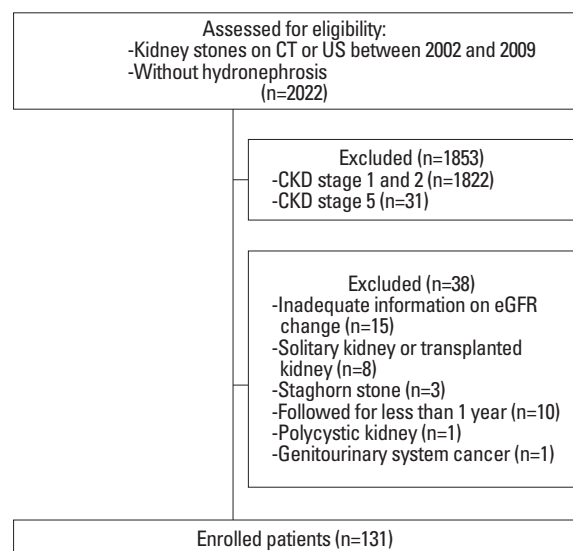 Assessed for eligibility:
-Kidney stones on CT or US between 2002 and 2009
-Without hydronephrosis
(n=2022)
Excluded (n=1853)
-CKD stage 1 and 2 (n=1822)
-CKD stage 5 (n=31)
Excluded (n=38)
-Inadequate information on eGFR
change (n=15)
-Solitary kidney or transplanted
kidney (n=8)
-Staghorn stone (n=3)
-Followed for less than 1 year (n=10)
-Polycystic kidney (n=1)
-Genitourinary system cancer (n=1)
Enrolled patients (n=131)